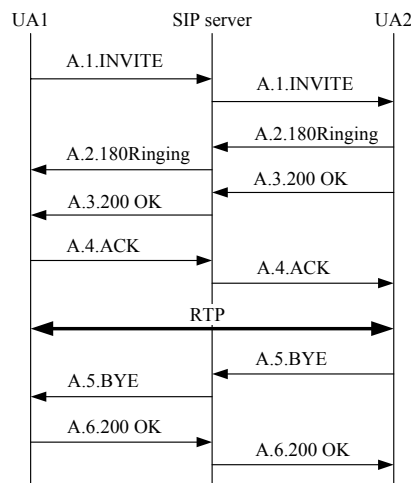 UA1 SIP server UA2
A.1.INVITE
A.1.INVITE
A.2.180Ringing
A.2.180Ringing
A.3.200 OK
A.3.200 OK
A.4.ACK
A.4.ACK
RTP
A.5.BYE
A.5.BYE
A.6.200 OK
A.6.200 OK